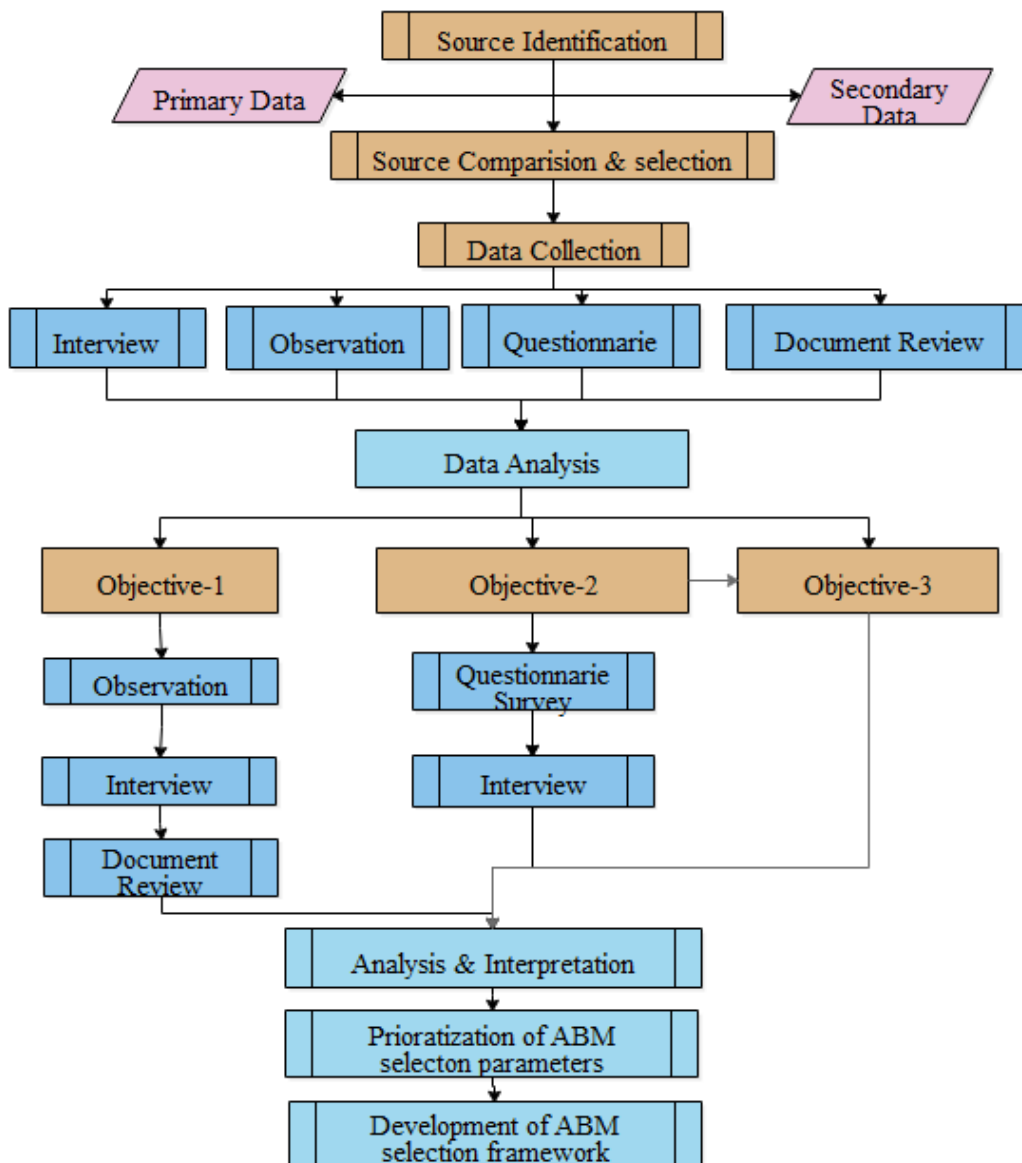 Source Identification
Primary Data
Secondary
Data
Source Comparision & selection
Data Collection
Interview
Observation
Questionnarie
Document Review
Data Analysis
Objective-1
Objective-2
Objective-3
Observation
Questionnarie
Survey
Interview
Interview
Document
Review
Analysis & Interpretation
Prioratization of ABM
selecton parameters
Development of ABM
selection framework